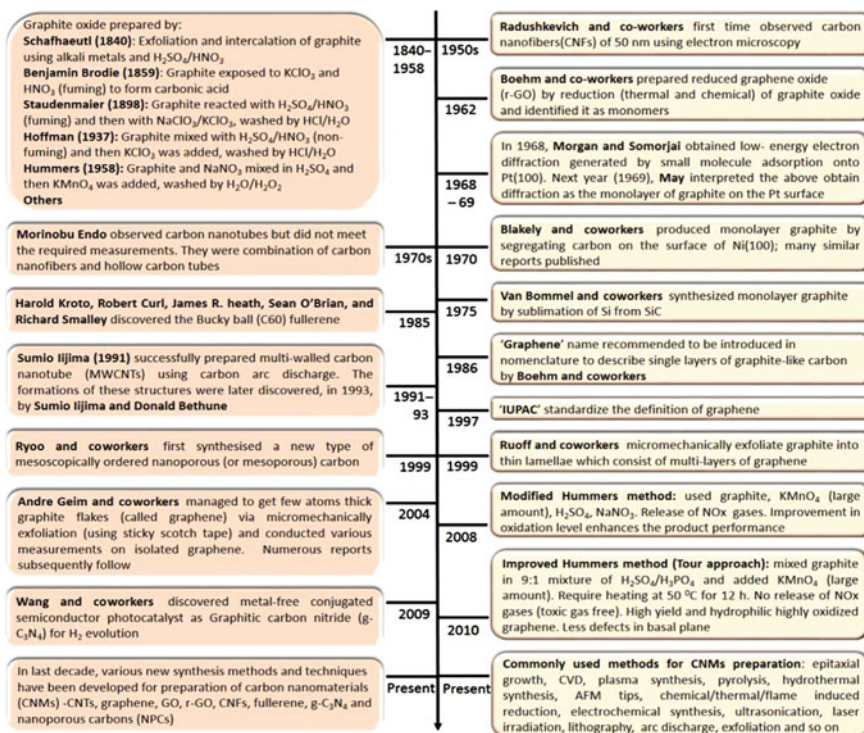 Graphite oxide prepared by:
Schafhaeutl (1840): Exfoliation and intercalation of graphite
using alkali metals and H₂SO₄/HNO₃
Benjamin Brodie (1859): Graphite exposed to KClO₃ and
HNO₃ (fuming) to form carbonic acid
Staudenmaier (1898): Graphite reacted with H₂SO₄/HNO₃
(fuming) and then with NaClO₃/KClO₃, washed by HCl/H₂O
Hoffman (1937): Graphite mixed with H₂SO₄/HNO₃ (non-
fuming) and then KClO₃ was added, washed by HCl/H₂O
Hummers (1958): Graphite and NaNO₃ mixed in H₂SO₄ and
then KMnO₄ was added, washed by H₂O/H₂O₂
Others
1840–
1958
Morinobu Endo observed carbon nanotubes but did not meet
the required measurements. They were combination of carbon
nanofibers and hollow carbon tubes
1970s
Harold Kroto, Robert Curl, James R. heath, Sean O'Brian, and
Richard Smalley discovered the Bucky ball (C60) fullerene
1985
Sumio Iijima (1991) successfully prepared multi-walled carbon
nanotube (MWCNTs) using carbon arc discharge. The
formations of these structures were later discovered, in 1993,
by Sumio Iijima and Donald Bethune
1991–
93
Ryoo and coworkers first synthesised a new type of
mesoscopically ordered nanoporous (or mesoporous) carbon
1999
Andre Geim and coworkers managed to get few atoms thick
graphite flakes (called graphene) via micromechanically
exfoliation (using sticky scotch tape) and conducted various
measurements on isolated graphene. Numerous reports
subsequently follow
2004
Wang and coworkers discovered metal-free conjugated
semiconductor photocatalyst as Graphitic carbon nitride (g-
C₃N₄) for H₂ evolution
2009
In last decade, various new synthesis methods and techniques
have been developed for preparation of carbon nanomaterials
(CNMs) -CNTs, graphene, GO, r-GO, CNFs, fullerene, g-C₃N₄ and
nanoporous carbons (NPCs)
Present
1950s
Radushkevich and co-workers first time observed carbon
nanofibers(CNFs) of 50 nm using electron microscopy
1962
Boehm and co-workers prepared reduced graphene oxide
(r-GO) by reduction (thermal and chemical) of graphite oxide
and identified it as monomers
1968
–69
In 1968, Morgan and Somorjai obtained low- energy electron
diffraction generated by small molecule adsorption onto
Pt(100). Next year (1969), May interpreted the above obtain
diffraction as the monolayer of graphite on the Pt surface
1970
Blakely and coworkers produced monolayer graphite by
segregating carbon on the surface of Ni(100); many similar
reports published
1975
Van Bommel and coworkers synthesized monolayer graphite
by sublimation of Si from SiC
1986
'Graphene' name recommended to be introduced in
nomenclature to describe single layers of graphite-like carbon
by Boehm and coworkers
1997
'IUPAC' standardize the definition of graphene
1999
Ruoff and coworkers micromechanically exfoliate graphite into
thin lamellae which consist of multi-layers of graphene
2008
Modified Hummers method: used graphite, KMnO₄ (large
amount), H₂SO₄, NaNO₃. Release of NOx gases. Improvement in
oxidation level enhances the product performance
2010
Improved Hummers method (Tour approach): mixed graphite
in 9:1 mixture of H₂SO₄/H₃PO₄ and added KMnO₄ (large
amount). Require heating at 50 ⁰C for 12 h. No release of NOx
gases (toxic gas free). High yield and hydrophilic highly oxidized
graphene. Less defects in basal plane
Present
Commonly used methods for CNMs preparation: epitaxial
growth, CVD, plasma synthesis, pyrolysis, hydrothermal
synthesis, AFM tips, chemical/thermal/flame induced
reduction, electrochemical synthesis, ultrasonication, laser
irradiation, lithography, arc discharge, exfoliation and so on